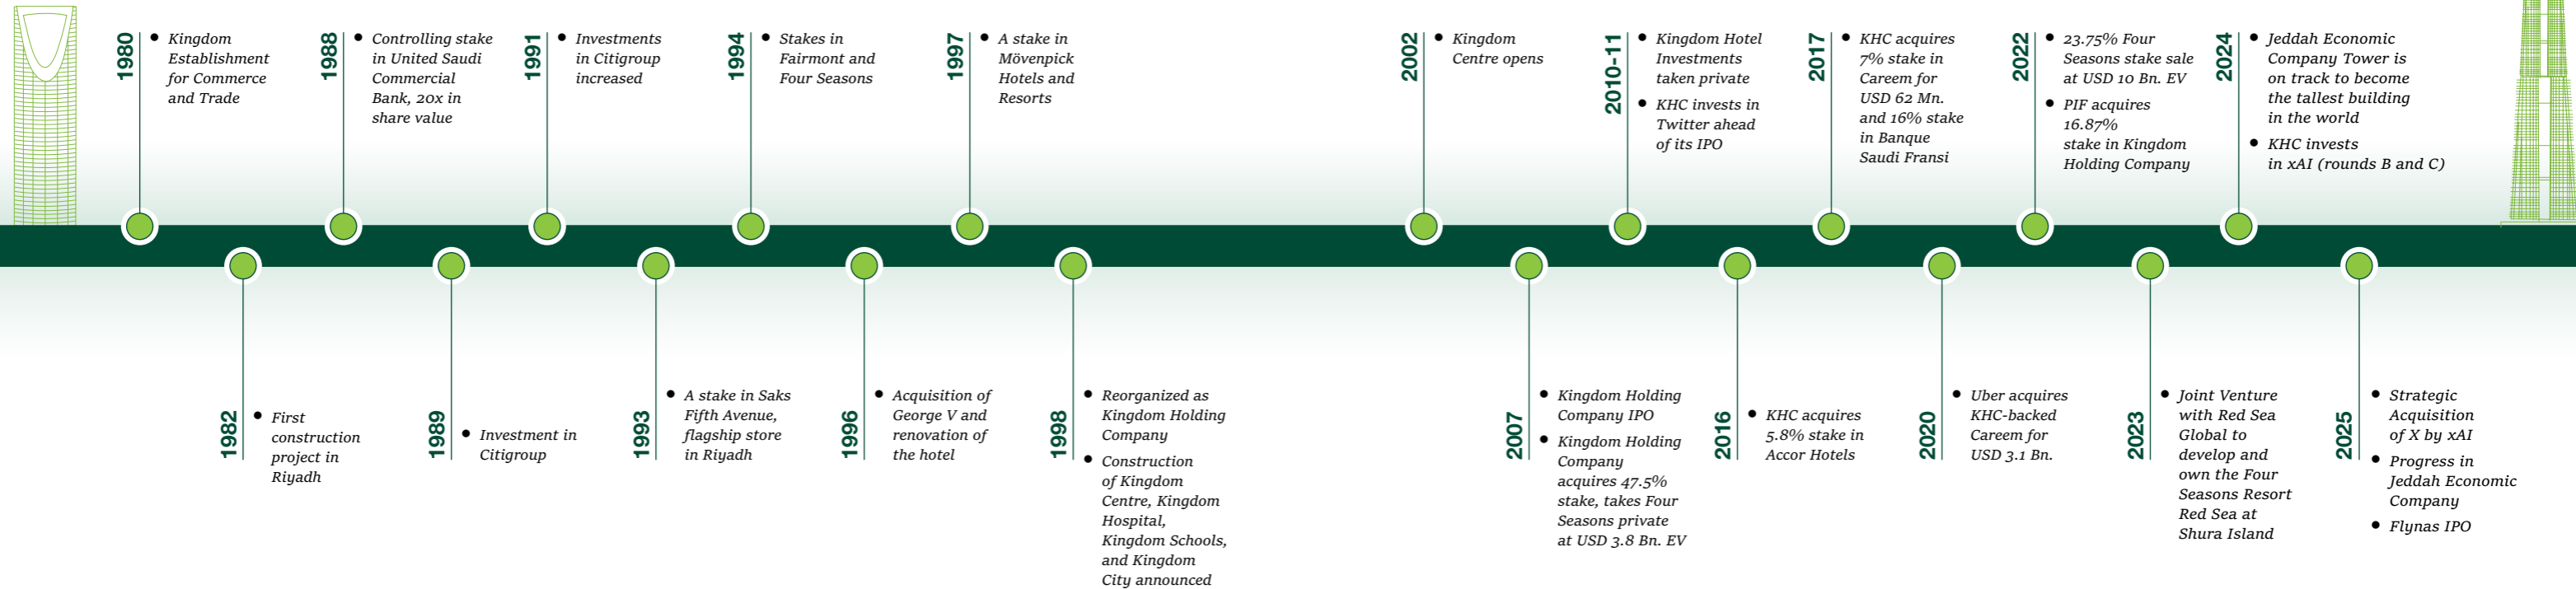 1980
Kingdom
Establishment
for Commerce
and Trade
1982
First
construction
project in
Riyadh
1988
Controlling stake
in United Saudi
Commercial
Bank, 20x in
share value
1989
Investment in
Citigroup
1991
Investments
in Citigroup
increased
1993
A stake in Saks
Fifth Avenue,
flagship store
in Riyadh
1994
Stakes in
Fairmont and
Four Seasons
1996
Acquisition of
George V and
renovation of
the hotel
1997
A stake in
Mövenpick
Hotels and
Resorts
1998
Reorganized as
Kingdom Holding
Company
Construction
of Kingdom
Centre, Kingdom
Hospital,
Kingdom Schools,
and Kingdom
City announced
2002
Kingdom
Centre opens
2007
Kingdom Holding
Company IPO
Kingdom Holding
Company
acquires 47.5%
stake, takes Four
Seasons private
at USD 3.8 Bn. EV
2010-11
Kingdom Hotel
Investments
taken private
KHC invests in
Twitter ahead
of its IPO
2016
KHC acquires
5.8% stake in
Accor Hotels
2017
KHC acquires
7% stake in
Careem for
USD 62 Mn.
and 16% stake
in Banque
Saudi Fransi
2020
Uber acquires
KHC-backed
Careem for
USD 3.1 Bn.
2022
23.75% Four
Seasons stake sale
at USD 10 Bn. EV
PIF acquires
16.87%
stake in Kingdom
Holding Company
2023
Joint Venture
with Red Sea
Global to
develop and
own the Four
Seasons Resort
Red Sea at
Shura Island
2024
Jeddah Economic
Company Tower is
on track to become
the tallest building
in the world
KHC invests
in xAI (rounds B and C)
2025
Strategic
Acquisition
of X by xAI
Progress in
Jeddah Economic
Company
Flynas IPO